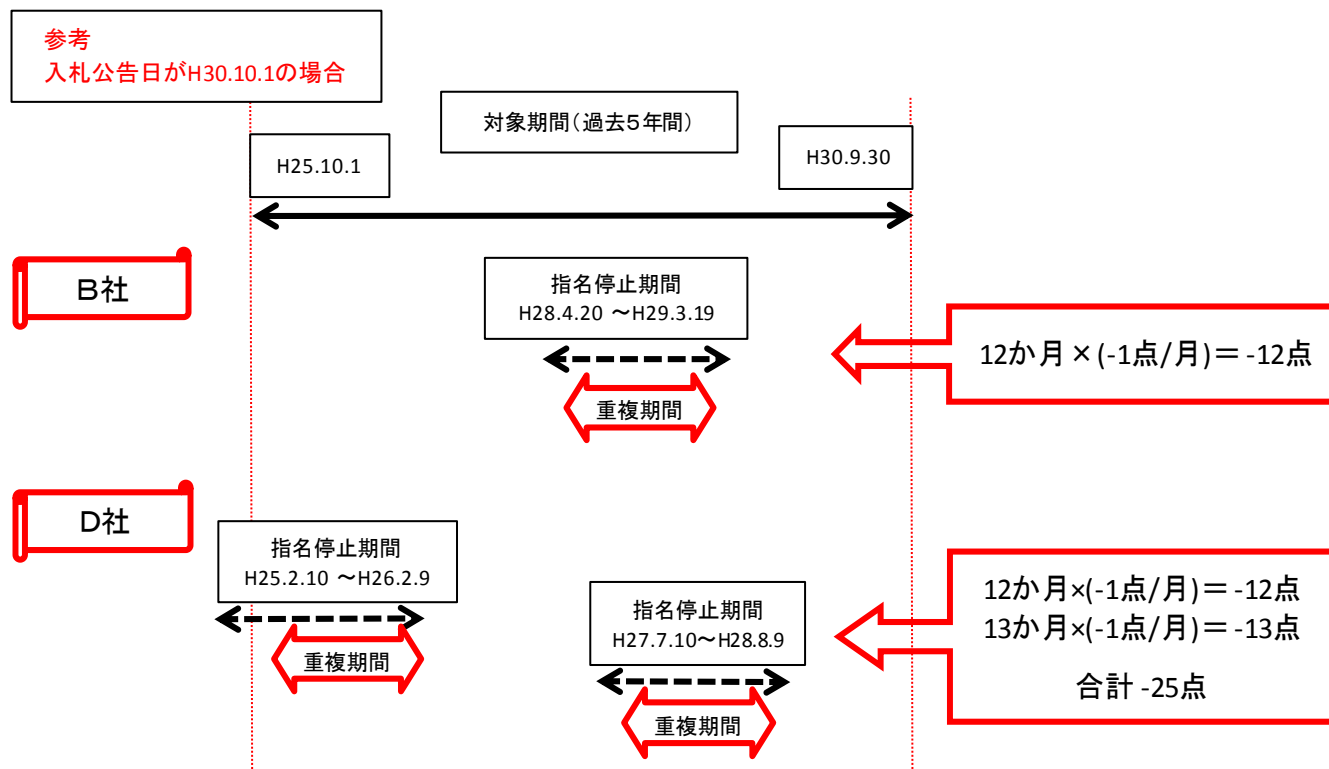 参考
入札公告日がH30.10.1の場合
対象期間(過去5年間)
H25.10.1
H30.9.30
B社
指名停止期間
H28.4.20 ～H29.3.19
重複期間
12か月×(-1点/月)＝ -12点
D社
指名停止期間
H25.2.10 ～H26.2.9
重複期間
指名停止期間
H27.7.10～H28.8.9
重複期間
12か月×(-1点/月)＝ -12点
13か月×(-1点/月)＝ -13点
合計 -25点